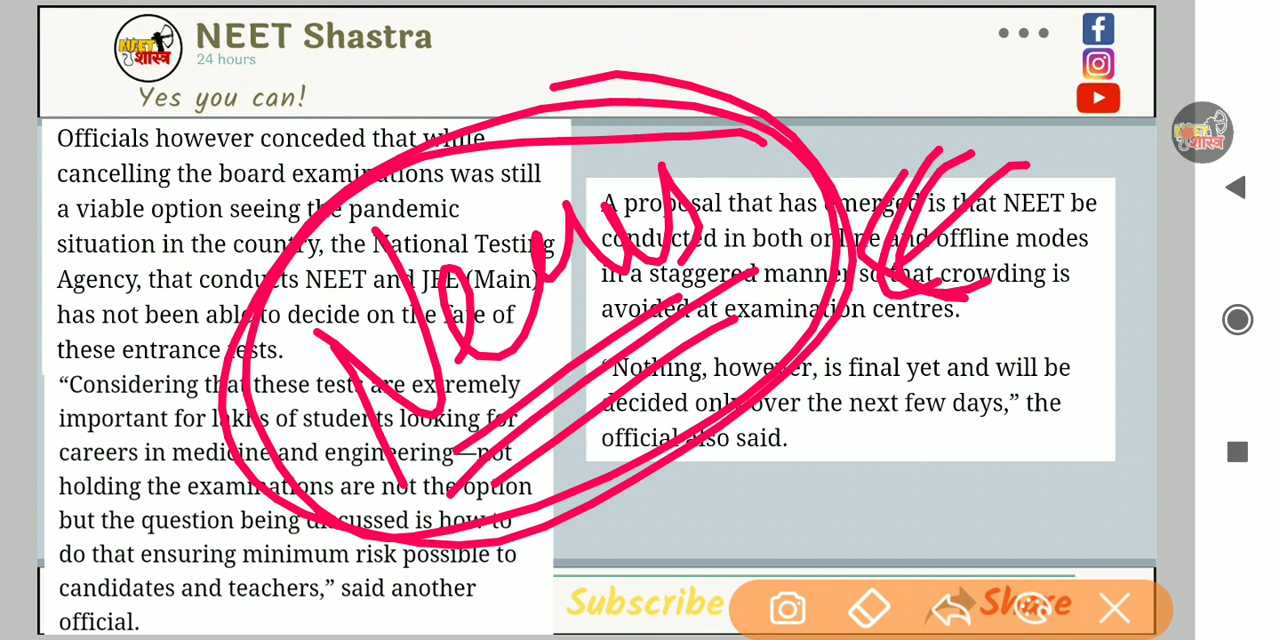 NEET Shastra
24 hours
Yes you can!
NEET
शास्त्र
Officials however conceded that while
cancelling the board examinations was still
a viable option seeing the pandemic
situation in the country, the National Testing
Agency, that conducts NEET and JEE (Main)
has not been able to decide on the fate of
these entrance tests.
“Considering that these tests are extremely
important for lakhs of students looking for
careers in medicine and engineering—not
holding the examinations are not the option
but the question being discussed is how to
do that ensuring minimum risk possible to
candidates and teachers,” said another
official.
A proposal that has emerged is that NEET be
conducted in both online and offline modes
in a staggered manner so that crowding is
avoided at examination centres.
“Nothing, however, is final yet and will be
decided only over the next few days,” the
official also said.
News
Subscribe
Share
NEET
शास्त्र